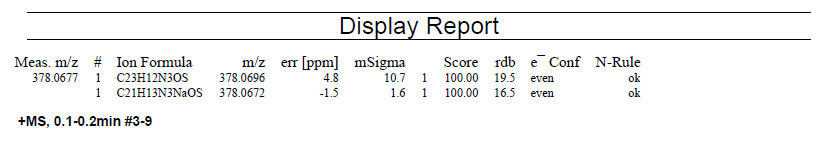 Display Report
Meas. m/z # Ion Formula m/z err [ppm] mSigma Score rdb e¯ Conf N-Rule
378.0677 1 C23H12N3OS 378.0696 4.8 10.7 1 100.00 19.5 even ok
1 C21H13N3NaOS 378.0672 -1.5 1.6 1 100.00 16.5 even ok
+MS, 0.1-0.2min #3-9